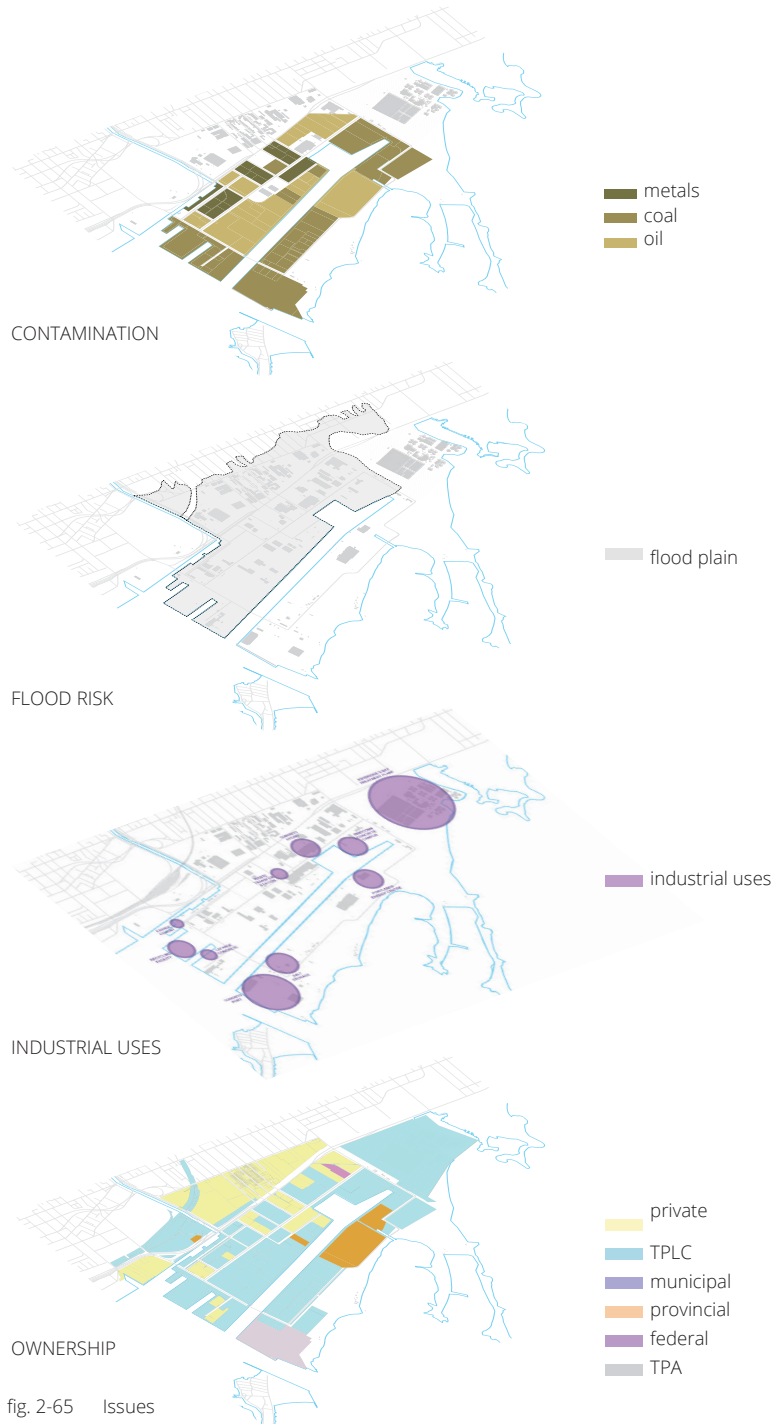 metals
coal
oil
CONTAMINATION
flood plain
FLOOD RISK
industrial uses
INDUSTRIAL USES
private
TPLC
municipal
provincial
federal
TPA
OWNERSHIP
fig. 2-65 Issues